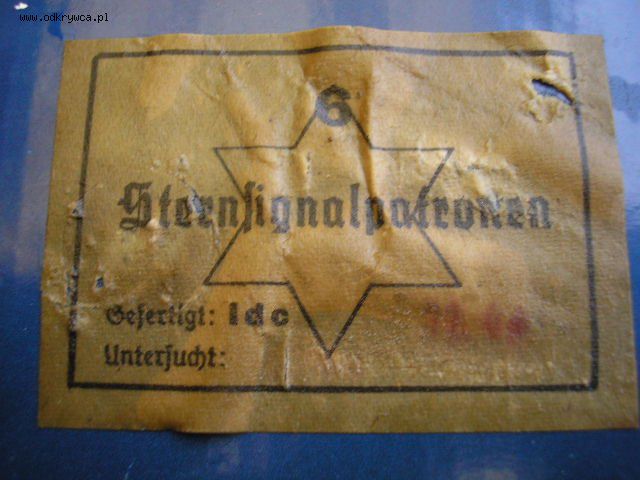 www.odkrywca.pl
6
Sternsignalpatronen
Gefertigt: ldc
Untersucht: